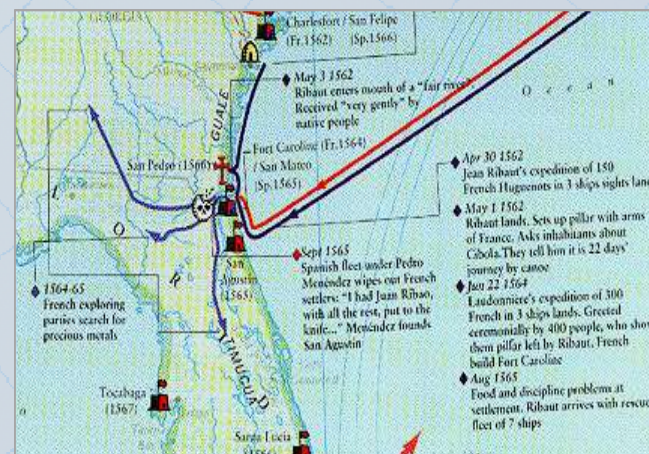 GEORGIA
Charlesfort / San Felipe
(Fr.1562) (Sp.1566)
May 3 1562
Ribaut enters mouth of a "fair river".
Received "very gently" by
native people
Ocean
GUALE
Fort Caroline (Fr.1564)
/ San Mateo
(Sp.1565)
San Pedro (1566)
Apr 30 1562
Jean Ribaut's expedition of 150
French Huguenots in 3 ships sights land
May 1 1562
Ribaut lands. Sets up pillar with arms
of France. Asks inhabitants about
Cibola. They tell him it is 22 days'
journey by canoe
Jun 22 1564
Laudonniere's expedition of 300
French in 3 ships lands. Greeted
ceremonially by 400 people, who show
them pillar left by Ribaut. French
build Fort Caroline
Aug 1565
Food and discipline problems at
settlement. Ribaut arrives with rescue
fleet of 7 ships
L
O
R
D
San
Agustin
(1565)
Sept 1565
Spanish fleet under Pedro
Menéndez wipes out French
settlers: "I had Juan Ribao,
with all the rest, put to the
knife..." Menéndez founds
San Agustin
1564-65
French exploring
parties search for
precious metals
TIMUGUA
Tocabaga
(1567)
Santa Lucia